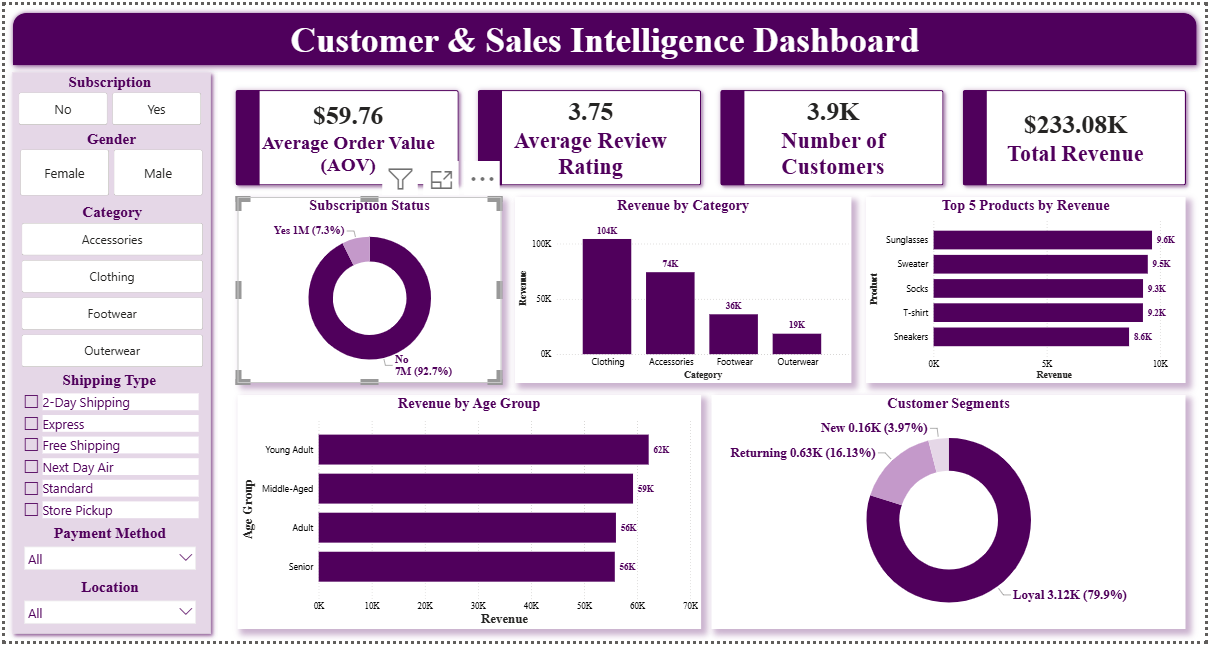 Customer & Sales Intelligence Dashboard
Subscription
No
Yes
Gender
Female
Male
Category
Accessories
Clothing
Footwear
Outerwear
Shipping Type
2-Day Shipping
Express
Free Shipping
Next Day Air
Standard
Store Pickup
Payment Method
All
Location
All
$59.76
Average Order Value
(AOV)
3.75
Average Review
Rating
3.9K
Number of
Customers
$233.08K
Total Revenue
Subscription Status
Yes 1M (7.3%)
No
7M (92.7%)
Revenue by Category
Revenue
100K
50K
0K
104K
74K
36K
19K
Clothing
Accessories
Footwear
Outerwear
Category
Top 5 Products by Revenue
Product
Sunglasses
9.6K
Sweater
9.5K
Socks
9.3K
T-shirt
9.2K
Sneakers
8.6K
0K
5K
10K
Revenue
Revenue by Age Group
Age Group
Young Adult
62K
Middle-Aged
59K
Adult
56K
Senior
56K
0K
10K
20K
30K
40K
50K
60K
70K
Revenue
Customer Segments
New 0.16K (3.97%)
Returning 0.63K (16.13%)
Loyal 3.12K (79.9%)